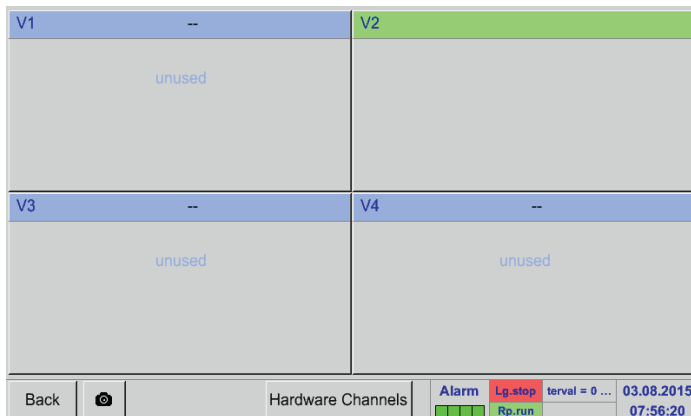 V1 --
V2
unused
V3 --
V4 --
unused
unused
Back
Hardware Channels
Alarm
Lg.stop
terval = 0 ...
03.08.2015
Rp.run
07:56:20